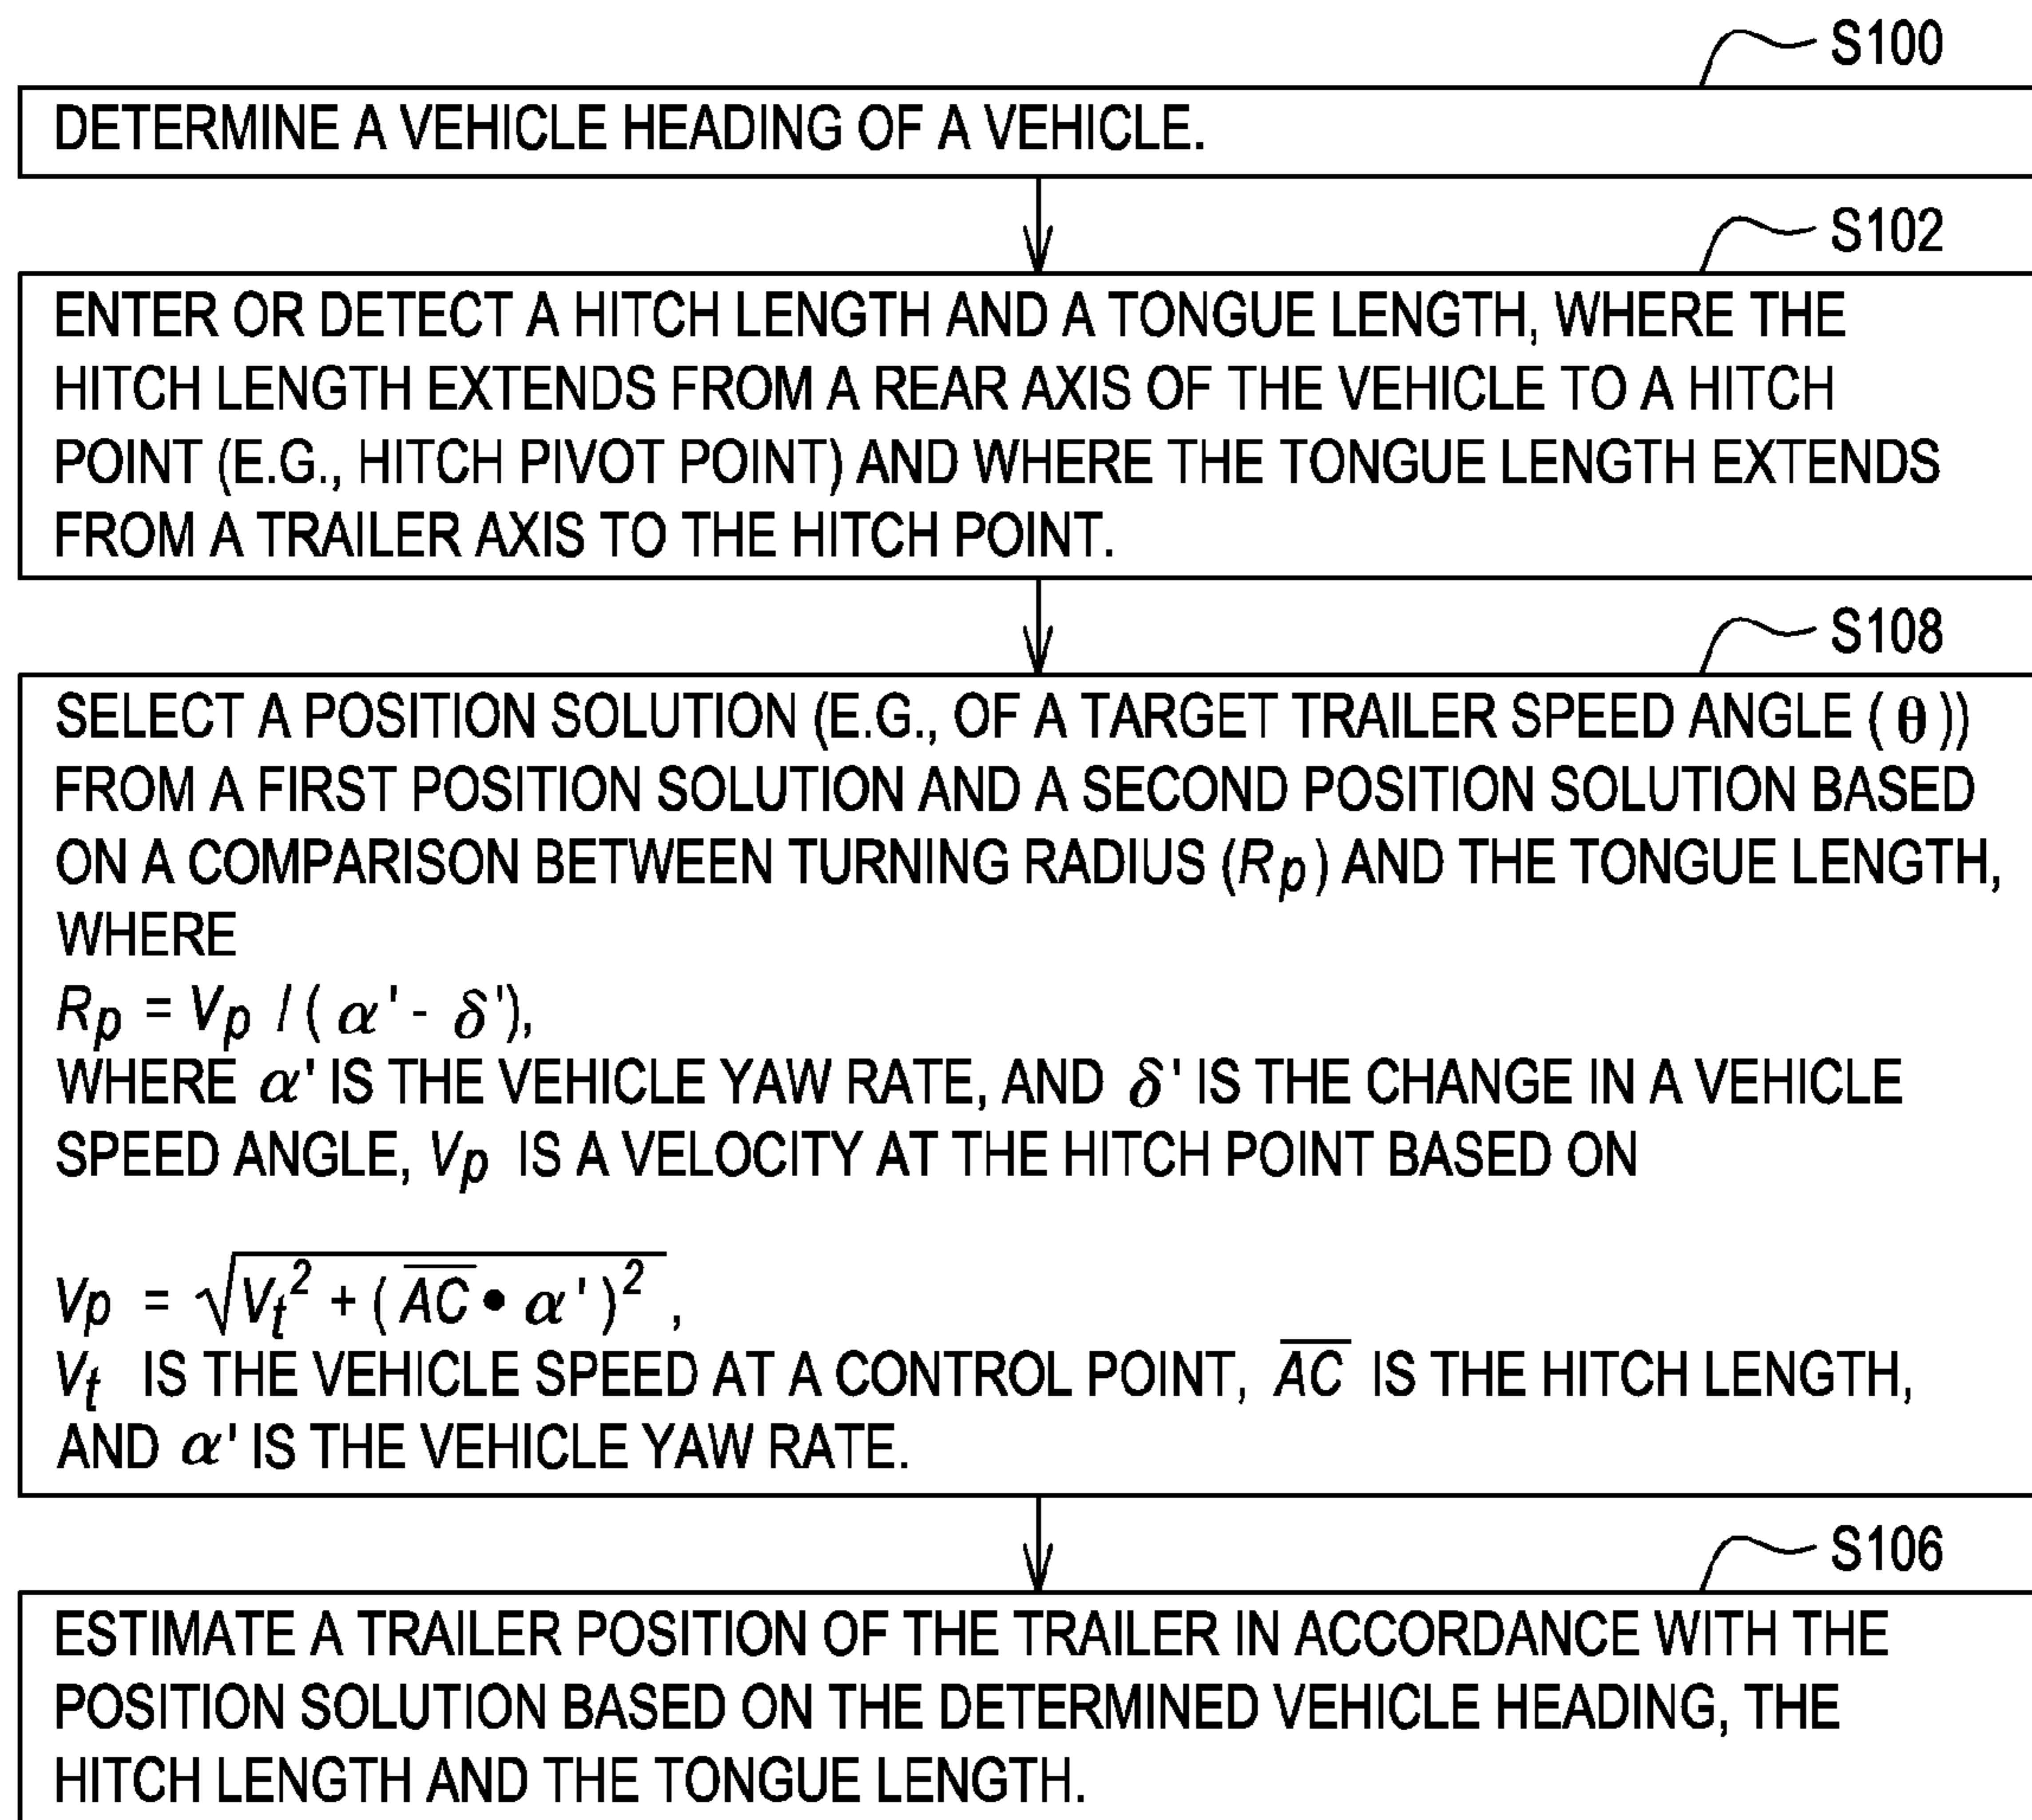 S100
DETERMINE A VEHICLE HEADING OF A VEHICLE.
S102
ENTER OR DETECT A HITCH LENGTH AND A TONGUE LENGTH, WHERE THE
HITCH LENGTH EXTENDS FROM A REAR AXIS OF THE VEHICLE TO A HITCH
POINT (E.G., HITCH PIVOT POINT) AND WHERE THE TONGUE LENGTH EXTENDS
FROM A TRAILER AXIS TO THE HITCH POINT.
S108
SELECT A POSITION SOLUTION (E.G., OF A TARGET TRAILER SPEED ANGLE (θ))
FROM A FIRST POSITION SOLUTION AND A SECOND POSITION SOLUTION BASED
ON A COMPARISON BETWEEN TURNING RADIUS (Rp) AND THE TONGUE LENGTH,
WHERE
Rp = Vp / (α' - δ'),
WHERE α' IS THE VEHICLE YAW RATE, AND δ' IS THE CHANGE IN A VEHICLE
SPEED ANGLE, Vp IS A VELOCITY AT THE HITCH POINT BASED ON
Vp = √(Vt² + (A̅C̅ • α')²),
Vt IS THE VEHICLE SPEED AT A CONTROL POINT, A̅C̅ IS THE HITCH LENGTH,
AND α' IS THE VEHICLE YAW RATE.
S106
ESTIMATE A TRAILER POSITION OF THE TRAILER IN ACCORDANCE WITH THE
POSITION SOLUTION BASED ON THE DETERMINED VEHICLE HEADING, THE
HITCH LENGTH AND THE TONGUE LENGTH.